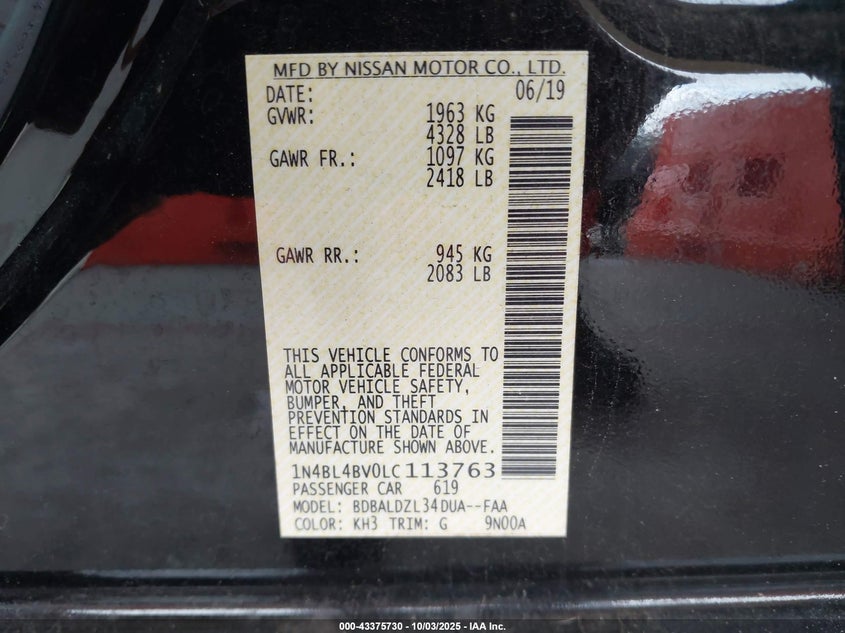 MFD BY NISSAN MOTOR CO., LTD.
DATE: 06/19
GVWR: 1963 KG
4328 LB
GAWR FR.: 1097 KG
2418 LB
GAWR RR.: 945 KG
2083 LB
THIS VEHICLE CONFORMS TO
ALL APPLICABLE FEDERAL
MOTOR VEHICLE SAFETY,
BUMPER, AND THEFT
PREVENTION STANDARDS IN
EFFECT ON THE DATE OF
MANUFACTURE SHOWN ABOVE.
1N4BL4BV0LC113763
PASSENGER CAR 619
MODEL: BDBALDZL34DUA--FAA
COLOR: KH3 TRIM: G 9N00A
000-43375730 - 10/03/2025 - IAA Inc.